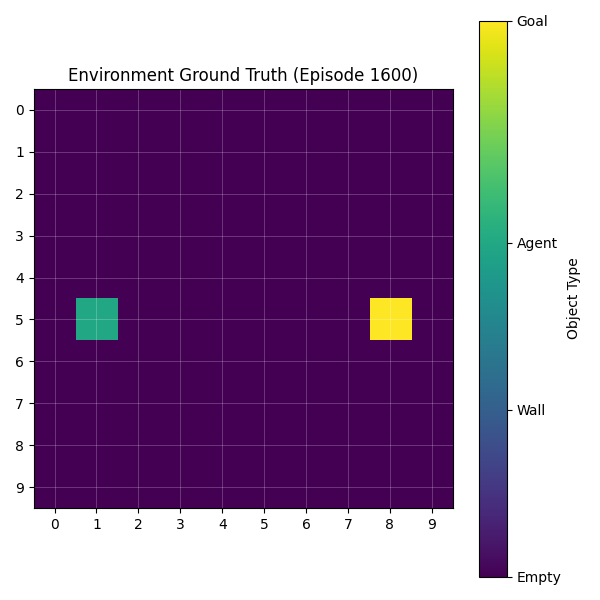 Environment Ground Truth (Episode 1600)
0
1
2
3
4
5
6
7
8
9
0 1 2 3 4 5 6 7 8 9
Goal
Agent
Wall
Empty
Object Type